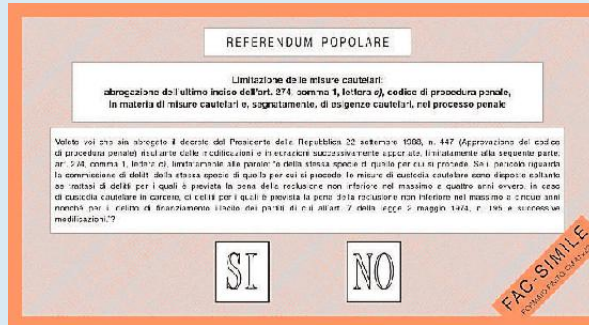 REFERENDUM POPOLARE
Limitazione delle misure cautelari:
abrogazione dell'ultimo inciso dell'art. 274, comma 1, lettera c), codice di procedura penale,
in materia di misure cautelari e, segnatamente, di esigenze cautelari, nel processo penale
Volete voi che sia abrogato il decreto del Presidente della Repubblica 22 settembre 1988, n. 447 (Approvazione del codice
di procedura penale) risultante dalle modificazioni e integrazioni successivamente apportate, limitatamente alla seguente parte:
art. 274, comma 1, lettera c), limitatamente alle parole: "o della stessa specie di quello per cui si procede. Se il pericolo riguarda
la commissione di delitti della stessa specie di quello per cui si procede, le misure di custodia cautelare sono disposte soltanto
se trattasi di delitti per i quali è prevista la pena della reclusione non inferiore nel massimo a quattro anni ovvero, in caso
di custodia cautelare in carcere, di delitti per i quali è prevista la pena della reclusione non inferiore nel massimo a cinque anni
nonché per il delitto di finanziamento illecito dei partiti di cui all'art. 7 della legge 2 maggio 1974, n. 195 e successive
modificazioni."?
SI NO
FAC-SIMILE